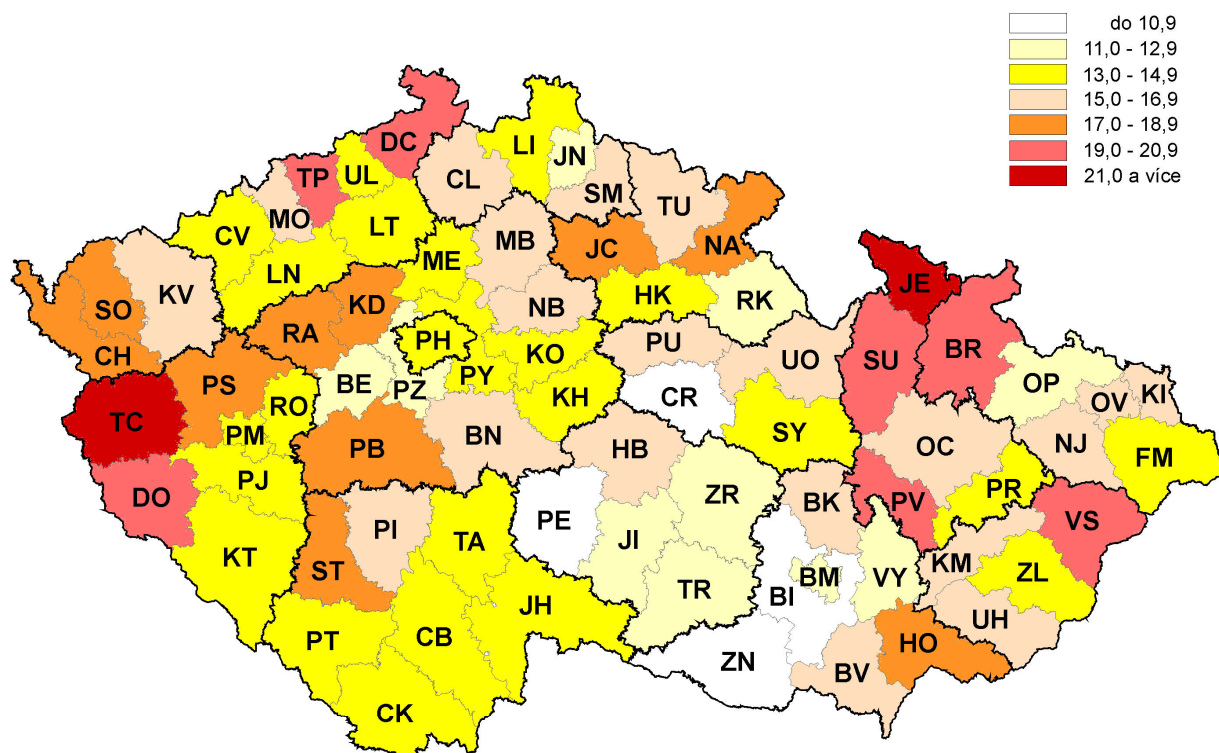 do 10,9
11,0 - 12,9
13,0 - 14,9
15,0 - 16,9
17,0 - 18,9
19,0 - 20,9
21,0 a více
DC
LI
JN
TP
UL
CL
SM
TU
MO
CV
LT
MB
JC
NA
ME
LN
KV
SO
KD
NB
HK
RK
JE
RA
PH
KO
PU
UO
SU
BR
CH
PS
BE
PZ
PY
KH
CR
OP
OV
KI
TC
RO
PM
PB
BN
HB
SY
OC
NJ
FM
DO
PJ
PE
ZR
BK
PV
PR
VS
KT
ST
PI
TA
JI
TR
BI
BM
VY
KM
ZL
JH
PT
CB
ZN
BV
HO
UH
CK